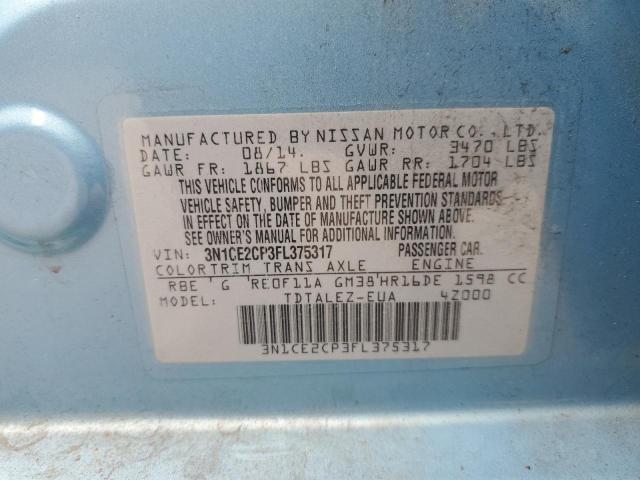 MANUFACTURED BY NISSAN MOTOR CO., LTD.
DATE: 08/14. GVWR: 3470 LBS
GAWR FR: 1867 LBS GAWR RR: 1704 LBS
THIS VEHICLE CONFORMS TO ALL APPLICABLE FEDERAL MOTOR
VEHICLE SAFETY, BUMPER AND THEFT PREVENTION STANDARDS
IN EFFECT ON THE DATE OF MANUFACTURE SHOWN ABOVE.
SEE OWNER'S MANUAL FOR ADDITIONAL INFORMATION.
VIN: 3N1CE2CP3FL375317 PASSENGER CAR.
COLOR TRIM TRANS AXLE ENGINE
RBE G RE0F11A GM38 HR16DE 1598 CC
MODEL: TDTALEZ-EUA 4Z000
3N1CE2CP3FL375317